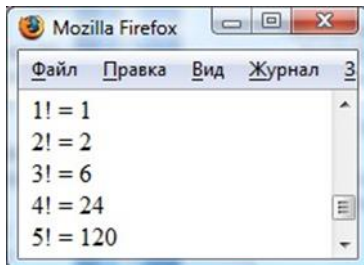 Mozilla Firefox
Файл Правка Вид Журнал З
1! = 1
2! = 2
3! = 6
4! = 24
5! = 120